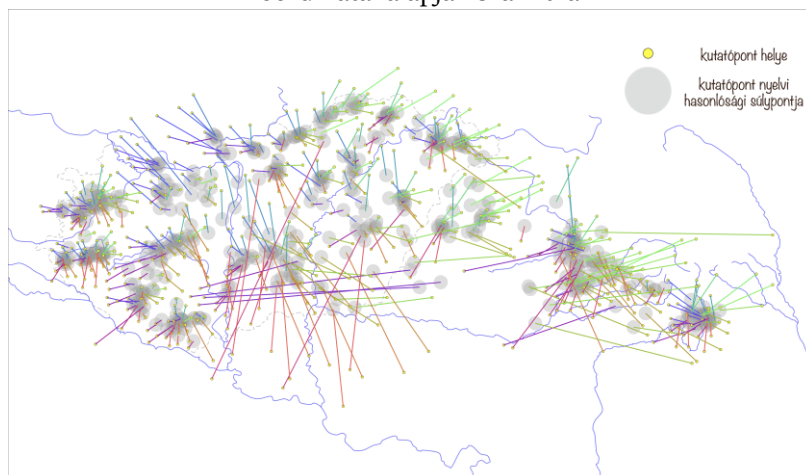 kutatópont helye
kutatópont nyelvi
hasonlósági súlypontja